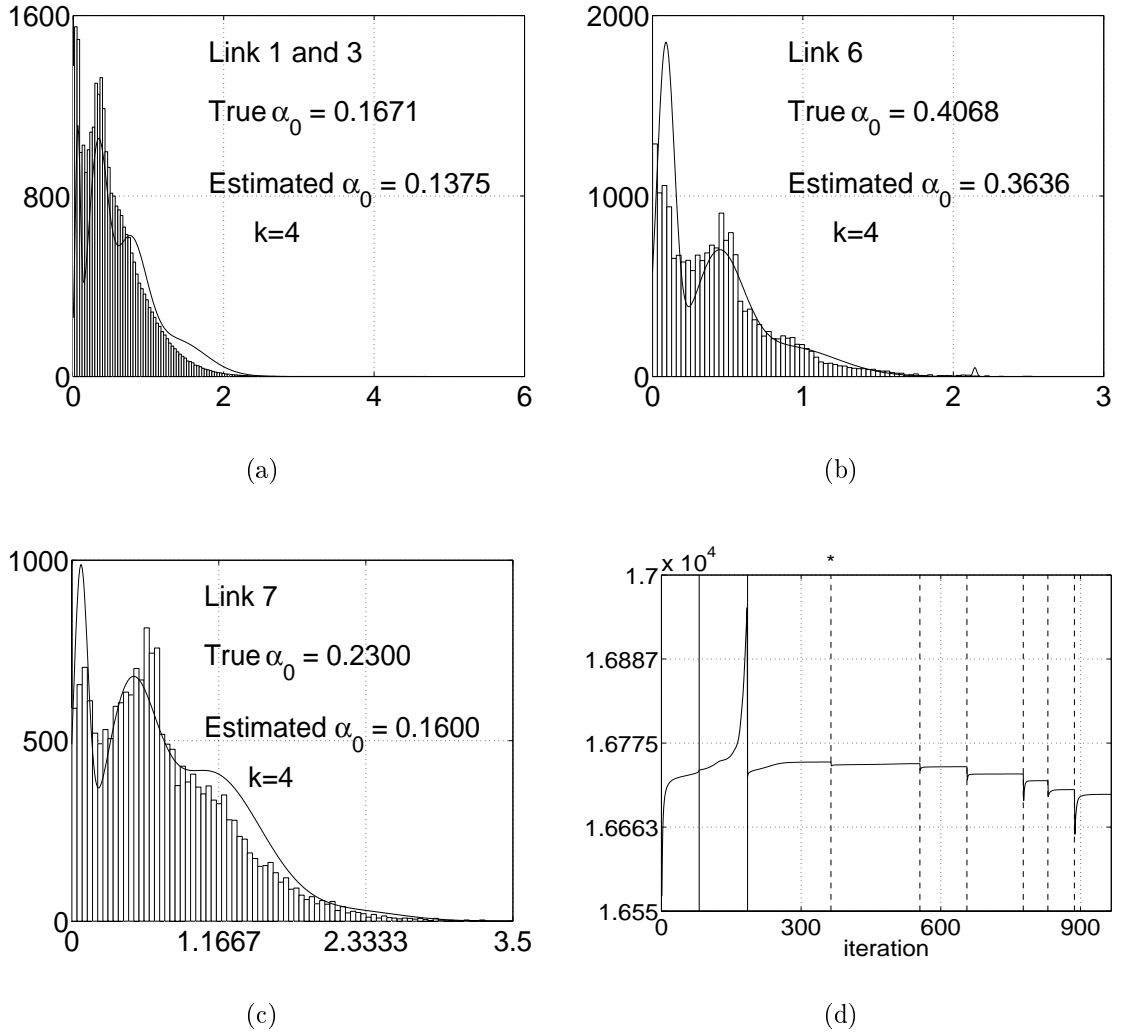 1600
800
0
0
2
4
6
Link 1 and 3
True α0 = 0.1671
Estimated α0 = 0.1375
k=4
(a)
2000
1000
0
0
1
2
3
Link 6
True α0 = 0.4068
Estimated α0 = 0.3636
k=4
(b)
1000
500
0
0
1.1667
2.3333
3.5
Link 7
True α0 = 0.2300
Estimated α0 = 0.1600
k=4
(c)
x 10^4
*
1.7
1.6887
1.6775
1.6663
1.655
0
300
600
900
iteration
(d)